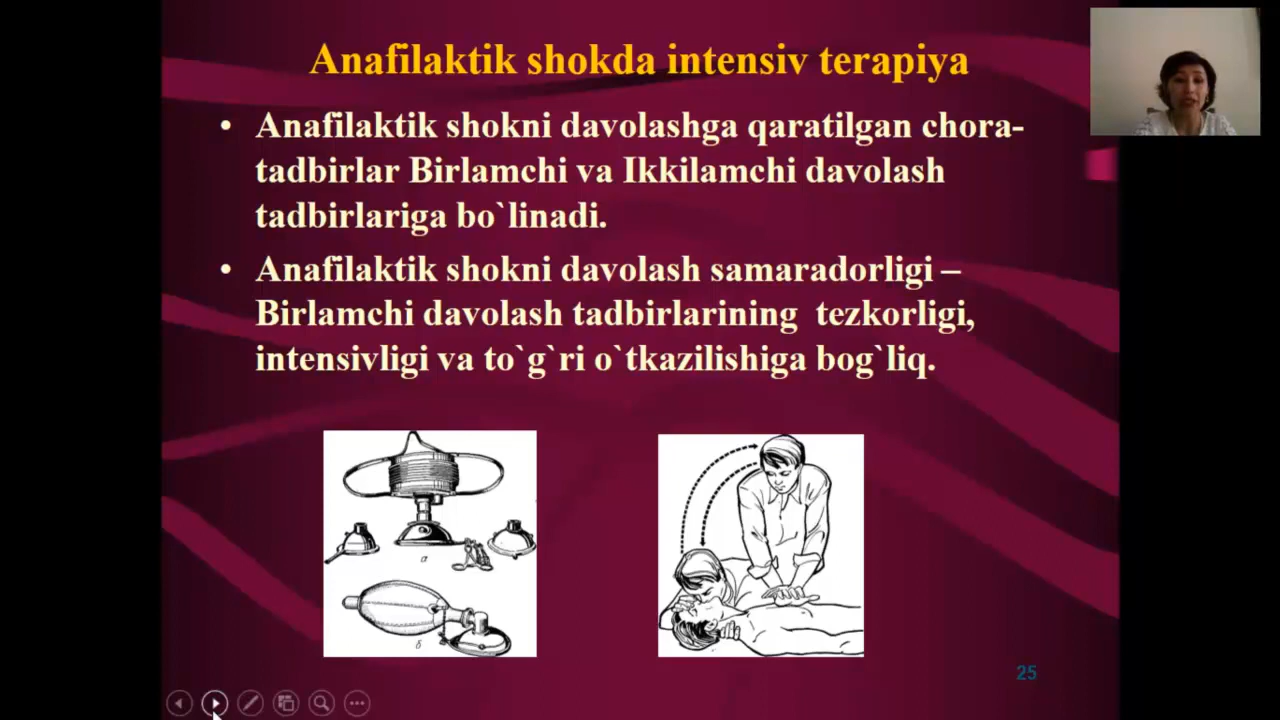 Anafilaktik shokda intensiv terapiya
• Anafilaktik shokni davolashga qaratilgan chora-
tadbirlar Birlamchi va Ikkilamchi davolash
tadbirlariga bo`linadi.
• Anafilaktik shokni davolash samaradorligi –
Birlamchi davolash tadbirlarining tezkorligi,
intensivligi va to`g`ri o`tkazilishiga bog`liq.
а
б
25